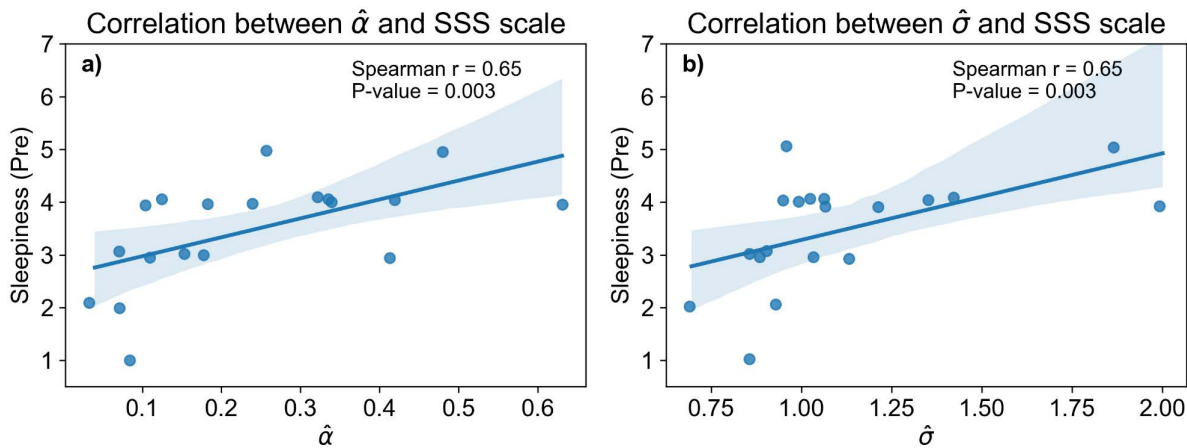 Correlation between α̂ and SSS scale
a)
Spearman r = 0.65
P-value = 0.003
Sleepiness (Pre)
7
6
5
4
3
2
1
0.1 0.2 0.3 0.4 0.5 0.6
α̂
Correlation between σ̂ and SSS scale
b)
Spearman r = 0.65
P-value = 0.003
Sleepiness (Pre)
7
6
5
4
3
2
1
0.75 1.00 1.25 1.50 1.75 2.00
σ̂